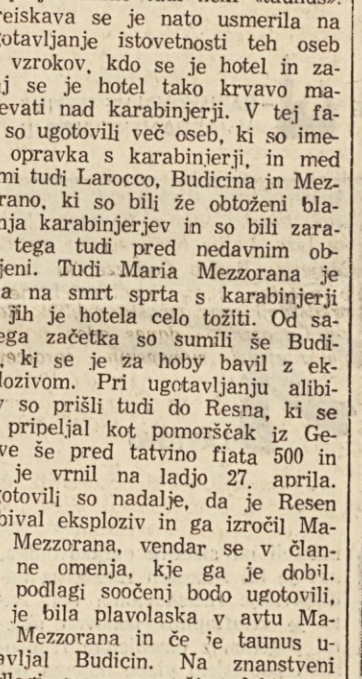 «taunus».
reiskava se je nato usmerila na
gotavljanje istovetnosti teh oseb
vzrokov, kdo se je hotel in za-
j se je hotel tako krvavo ma-
evati nad karabinjerji. V tej fa-
so ugotovili več oseb, ki so ime-
opravka s karabinjerji, in med
mi tudi Larocco, Budicina in Mez-
rano, ki so bili že obtoženi bla-
nja karabinjerjev in so bili zara-
tega tudi pred nedavnim ob-
jeni. Tudi Maria Mezzorana je
a na smrt sprta s karabinjerji
jih je hotela celo tožiti. Od sa-
ega začetka so sumili še Budi-
, ki se je za hoby bavil z ek-
lozivom. Pri ugotavljanju alibi-
v so prišli tudi do Resna, ki se
pripeljal kot pomorščak iz Ge-
ve še pred tatvino fiata 500 in
je vrnil na ladjo 27. aprila.
gotovili so nadalje, da je Resen
bival eksploziv in ga izročil Ma-
Mezzorana, vendar se v član-
ne omenja, kje ga je dobil.
podlagi soočenj bodo ugotovili,
je bila plavolaska v avtu Ma-
Mezzorana in če je taunus u-
avljal Budicin. Na znanstveni